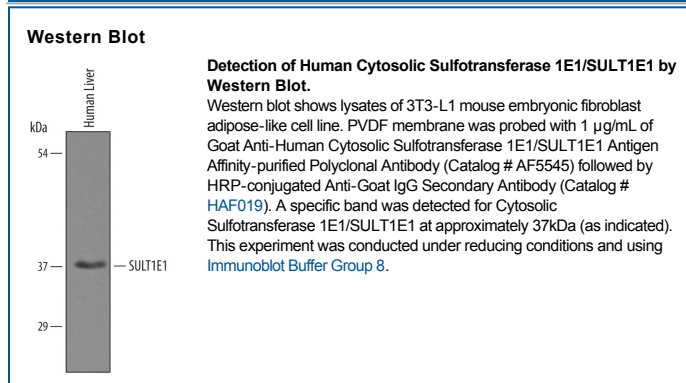 Western Blot
Human Liver
kDa
54
37
SULT1E1
29
Detection of Human Cytosolic Sulfotransferase 1E1/SULT1E1 by
Western Blot.
Western blot shows lysates of 3T3-L1 mouse embryonic fibroblast
adipose-like cell line. PVDF membrane was probed with 1 µg/mL of
Goat Anti-Human Cytosolic Sulfotransferase 1E1/SULT1E1 Antigen
Affinity-purified Polyclonal Antibody (Catalog # AF5545) followed by
HRP-conjugated Anti-Goat IgG Secondary Antibody (Catalog #
HAF019). A specific band was detected for Cytosolic
Sulfotransferase 1E1/SULT1E1 at approximately 37kDa (as indicated).
This experiment was conducted under reducing conditions and using
Immunoblot Buffer Group 8.